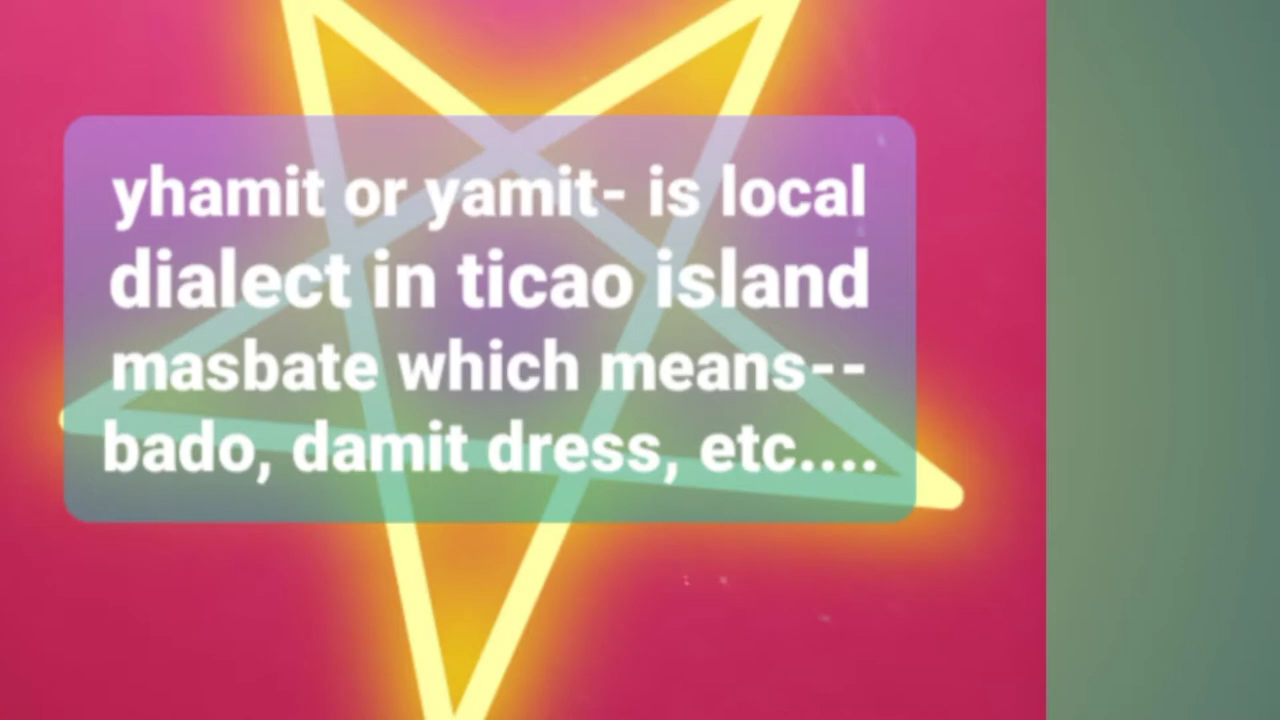 yhamit or yamit- is local
dialect in ticao island
masbate which means--
bado, damit dress, etc....